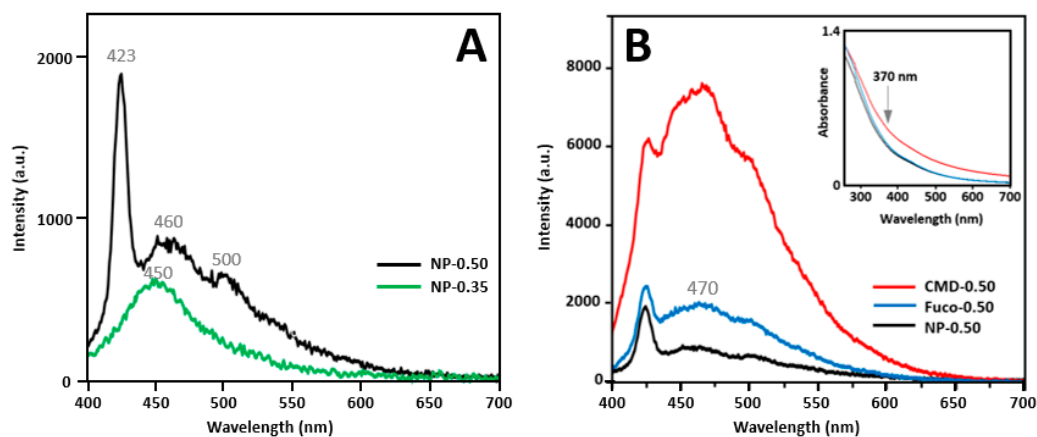 A
423
2000
460
1000
500
450
NP-0.50
NP-0.35
0
400 450 500 550 600 650 700
Wavelength (nm)
Intensity (a.u.)
B
8000
6000
4000
2000
0
470
CMD-0.50
Fuco-0.50
NP-0.50
400 450 500 550 600 650 700
Wavelength (nm)
Intensity (a.u.)
1.4
370 nm
Absorbance
0
300 400 500 600 700
Wavelength (nm)